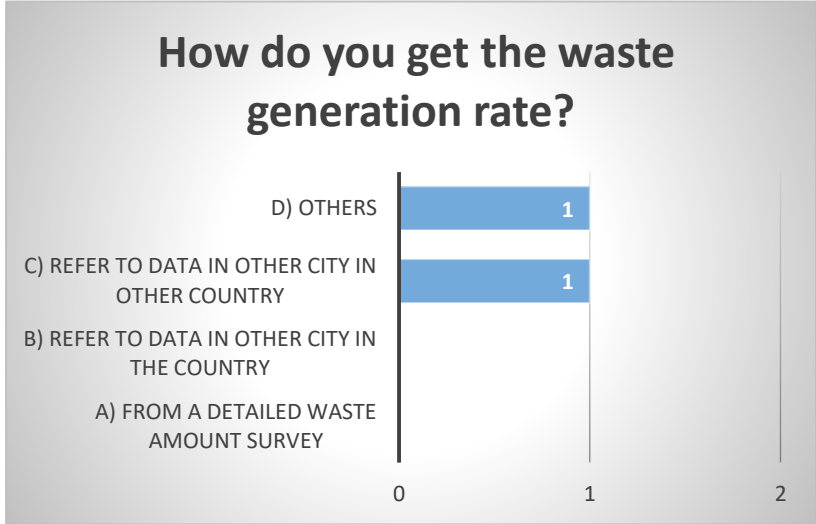 How do you get the waste
generation rate?
D) OTHERS
1
C) REFER TO DATA IN OTHER CITY IN
OTHER COUNTRY
1
B) REFER TO DATA IN OTHER CITY IN
THE COUNTRY
A) FROM A DETAILED WASTE
AMOUNT SURVEY
0 1 2